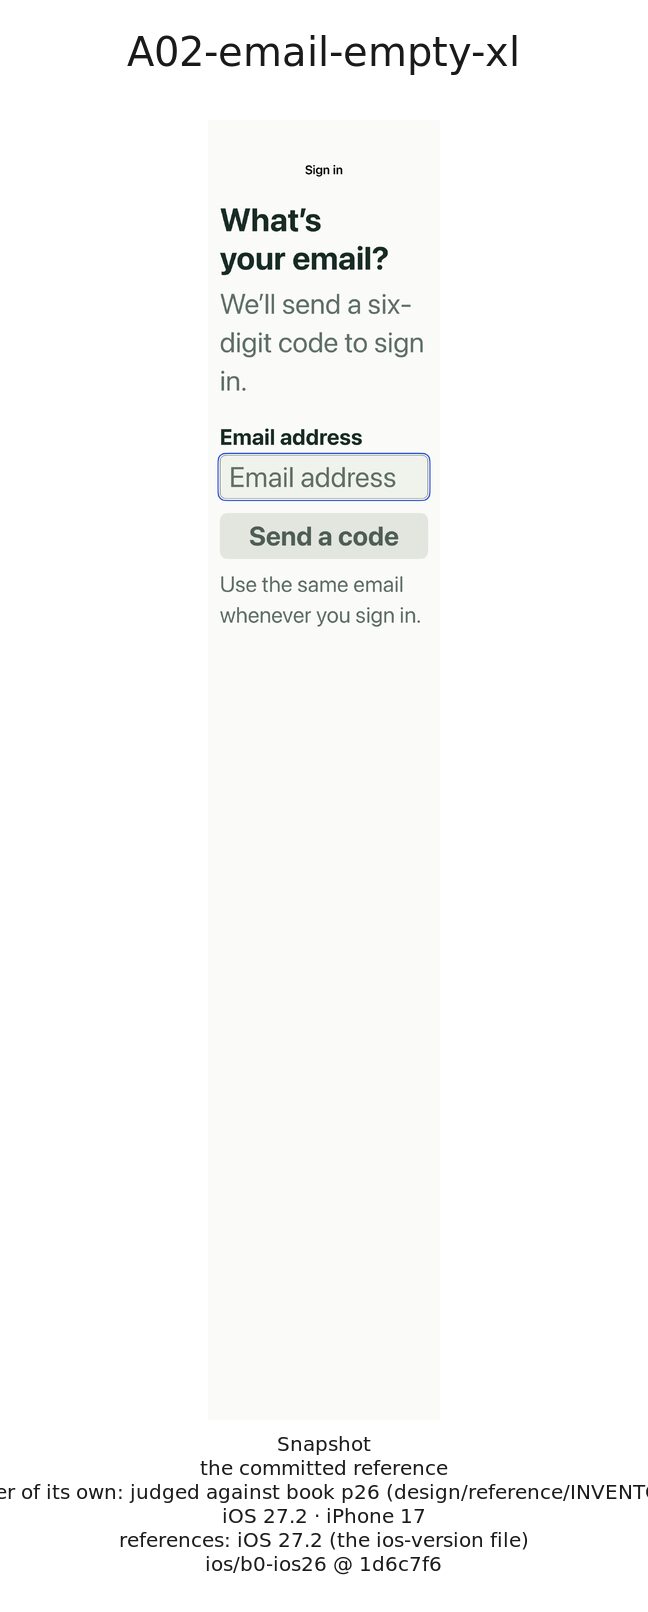 A02-email-empty-xl
Sign in
What’s
your email?
We’ll send a six-
digit code to sign
in.
Email address
Email address
Send a code
Use the same email
whenever you sign in.
Snapshot
the committed reference
of its own: judged against book p26 (design/reference/
iOS 27.2 · iPhone 17
references: iOS 27.2 (the ios-version file)
ios/b0-ios26 @ 1d6c7f6